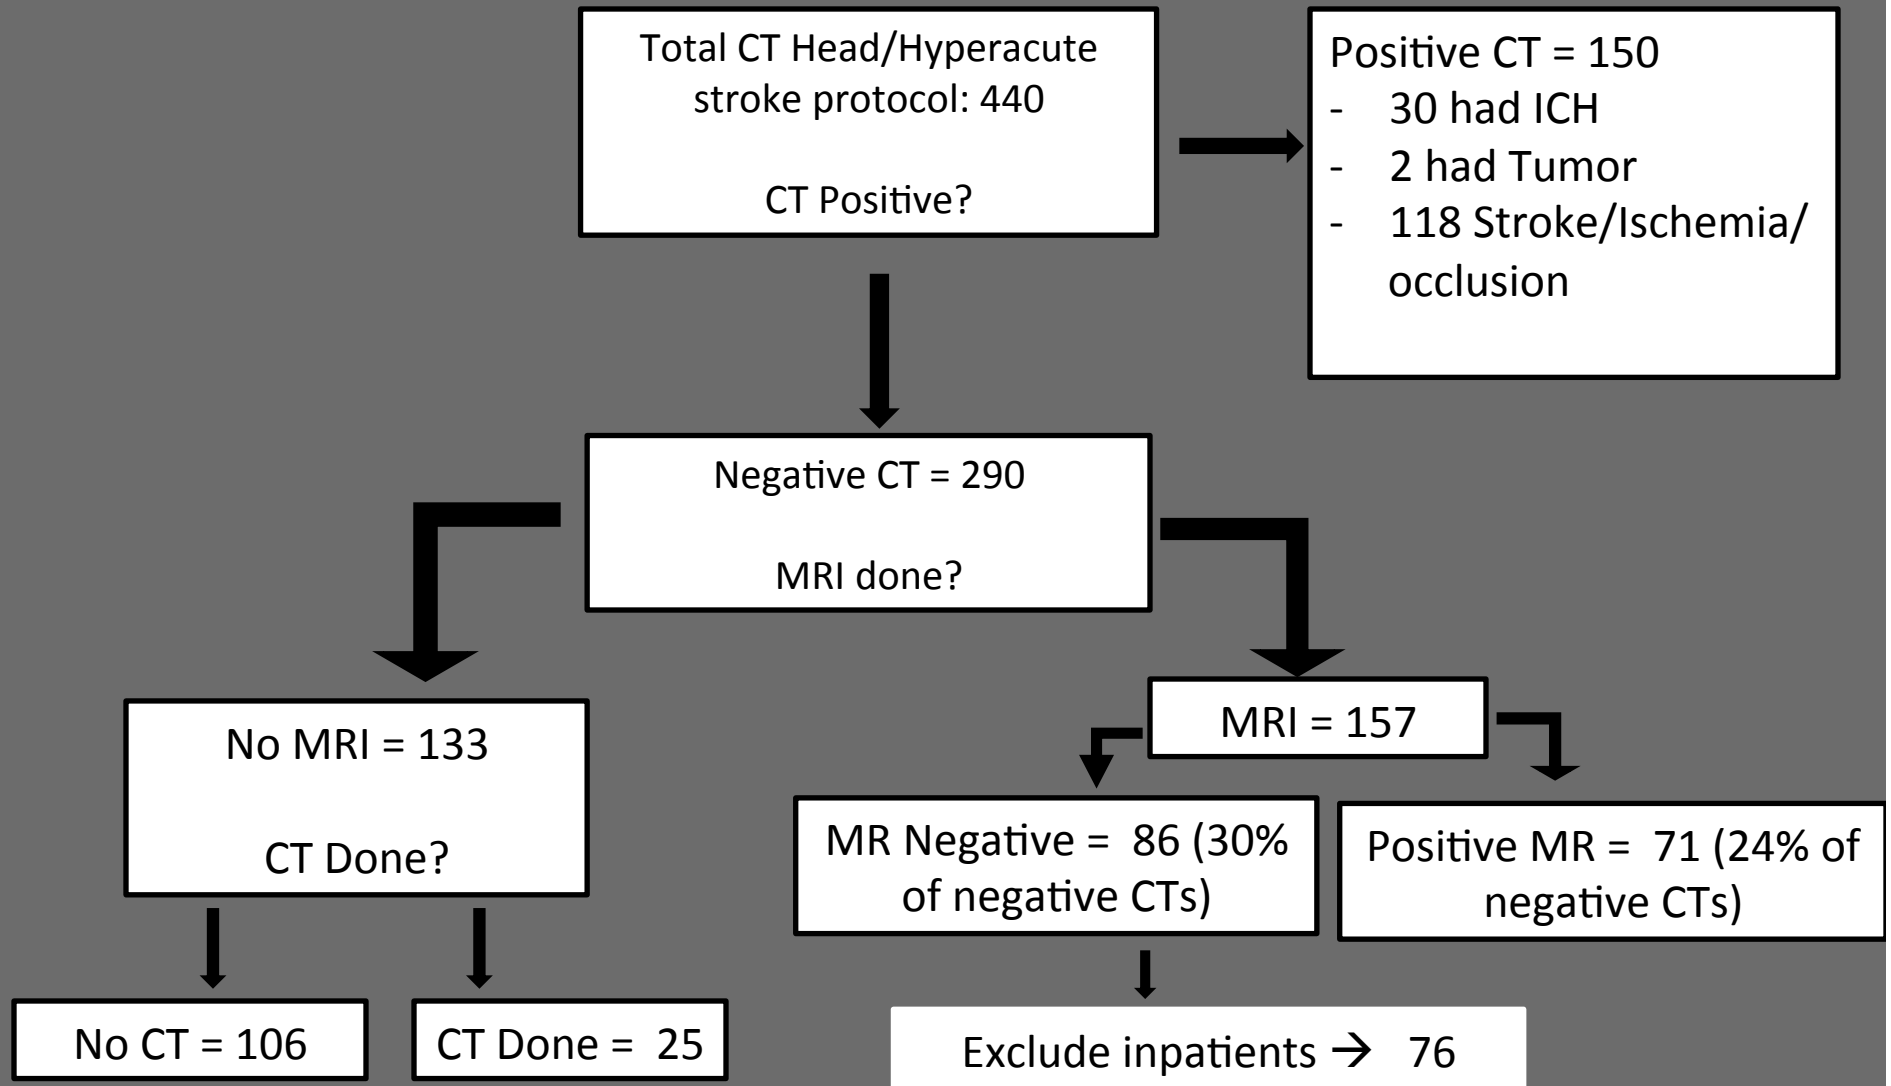 Total CT Head/Hyperacute
stroke protocol: 440
CT Positive?
Positive CT = 150
- 30 had ICH
- 2 had Tumor
- 118 Stroke/Ischemia/
occlusion
Negative CT = 290
MRI done?
No MRI = 133
CT Done?
MRI = 157
MR Negative = 86 (30%
of negative CTs)
Positive MR = 71 (24% of
negative CTs)
No CT = 106
CT Done = 25
Exclude inpatients → 76